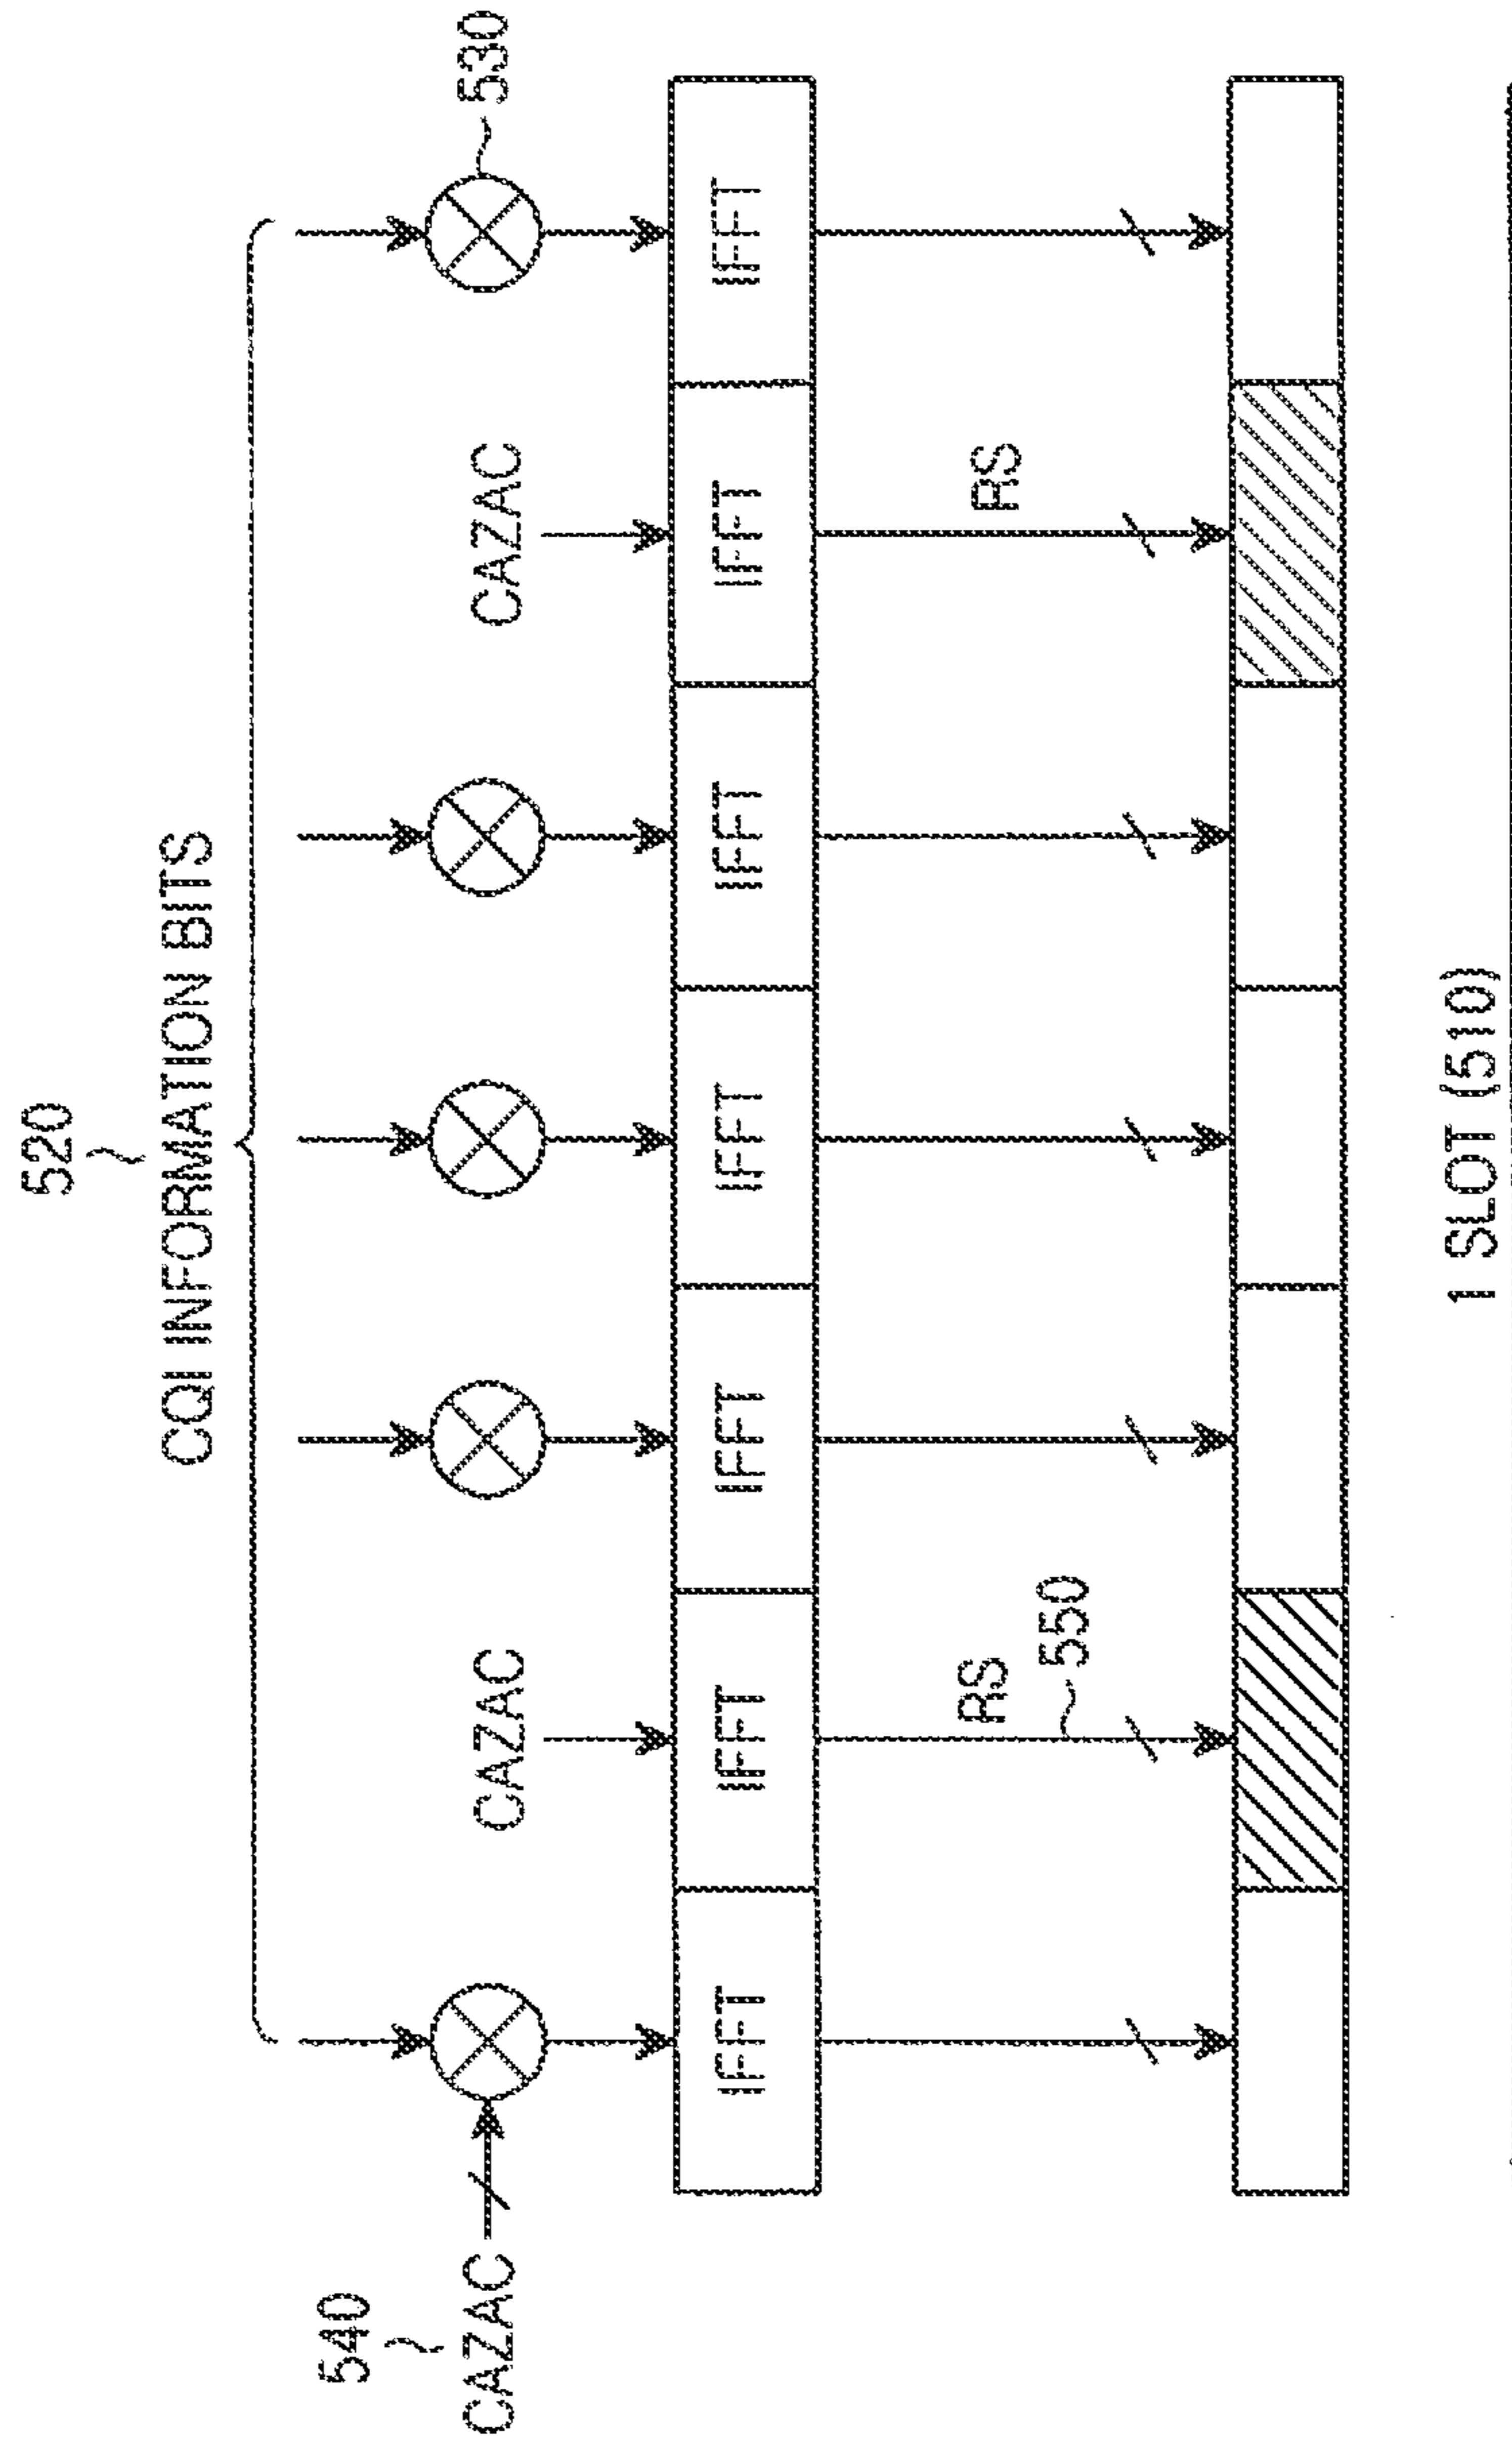 520
CQI INFORMATION BITS
540
CAZAC
CAZAC
CAZAC
530
IFFT
IFFT
IFFT
IFFT
IFFT
IFFT
IFFT
RS
550
RS
1 SLOT (510)